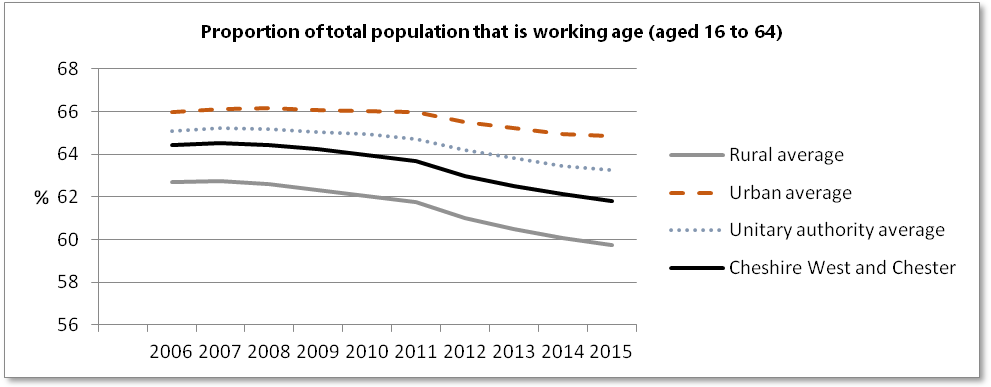 Proportion of total population that is working age (aged 16 to 64)
68
66
64
62
60
58
56
%
2006 2007 2008 2009 2010 2011 2012 2013 2014 2015
Rural average
Urban average
Unitary authority average
Cheshire West and Chester